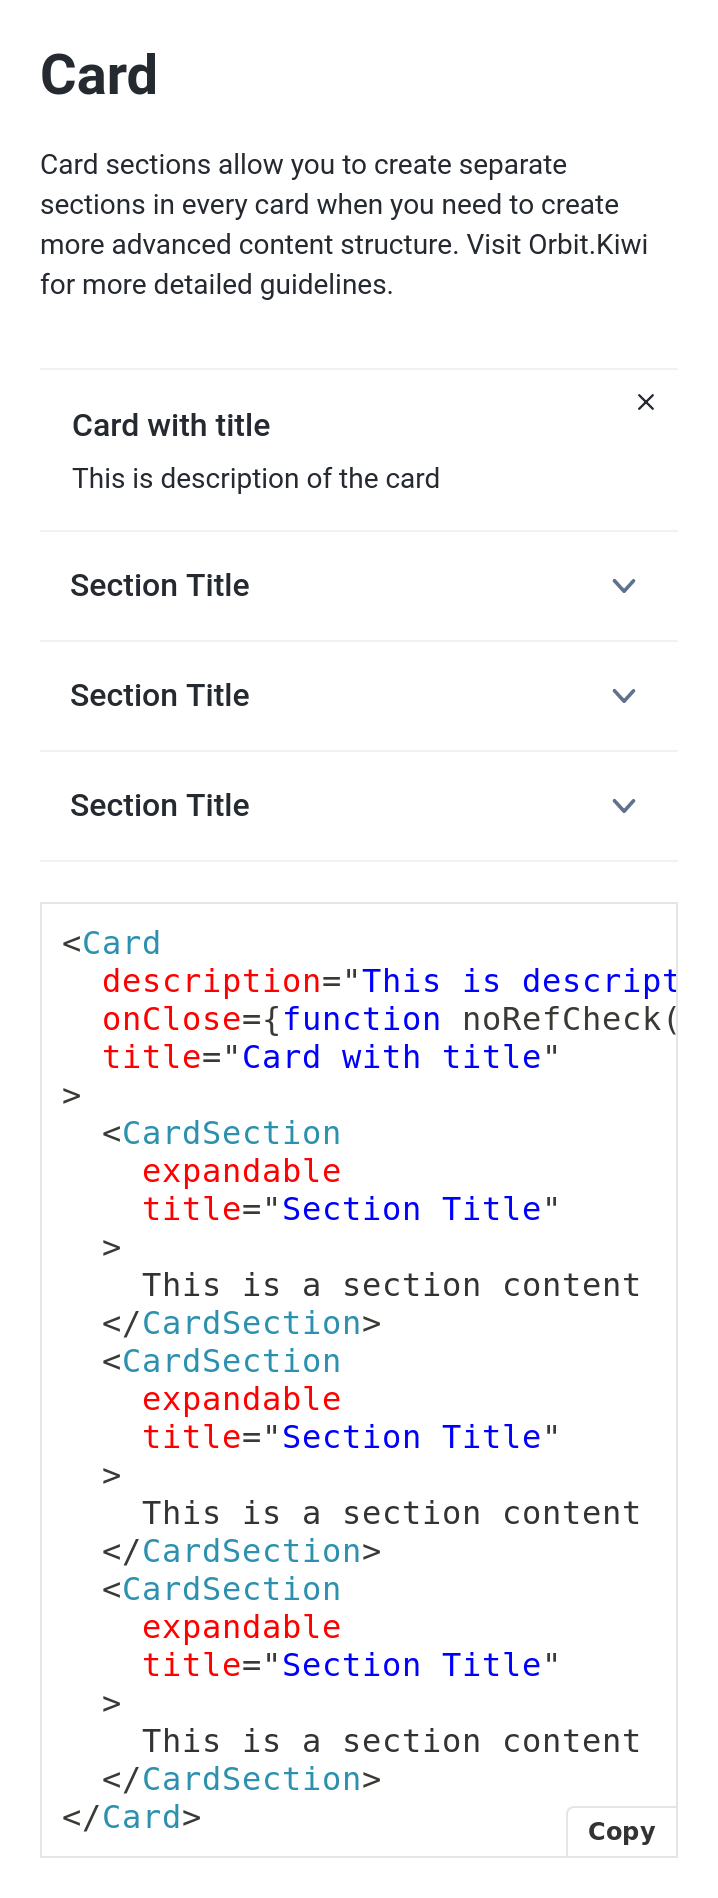 Card
Card sections allow you to create separate
sections in every card when you need to create
more advanced content structure. Visit Orbit.Kiwi
for more detailed guidelines.
Card with title
This is description of the card
Section Title
Section Title
Section Title
<Card
  description="This is descript
  onClose={function noRefCheck(
  title="Card with title"
>
  <CardSection
    expandable
    title="Section Title"
  >
    This is a section content
  </CardSection>
  <CardSection
    expandable
    title="Section Title"
  >
    This is a section content
  </CardSection>
  <CardSection
    expandable
    title="Section Title"
  >
    This is a section content
  </CardSection>
</Card>
Copy